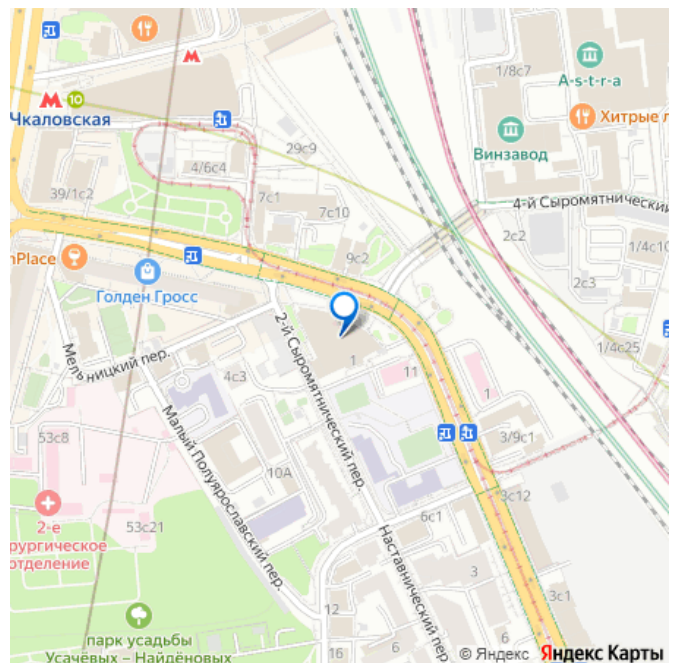 1/8с7
A-s-t-r-a
10
Чкаловская
Хитрые л
29с9
Винзавод
4/6с4
39/1с2
7с1
7с10
4-й Сыромятнический
2с2
1/4с10
nPlace
9с2
Голден Гросс
2с3
2-й Сыромятнический пер.
Мельницкий пер.
1/4с25
1
4с3
11
1
Малый Полуярославский пер.
53с8
3/9с1
10А
3с12
2-е
рургическое
отделение
53с21
6с1
Наставнический пер
3
3с1
12
парк усадьбы
Усачёвых – Найдёновых
16
6
6
© Яндекс Яндекс Карты